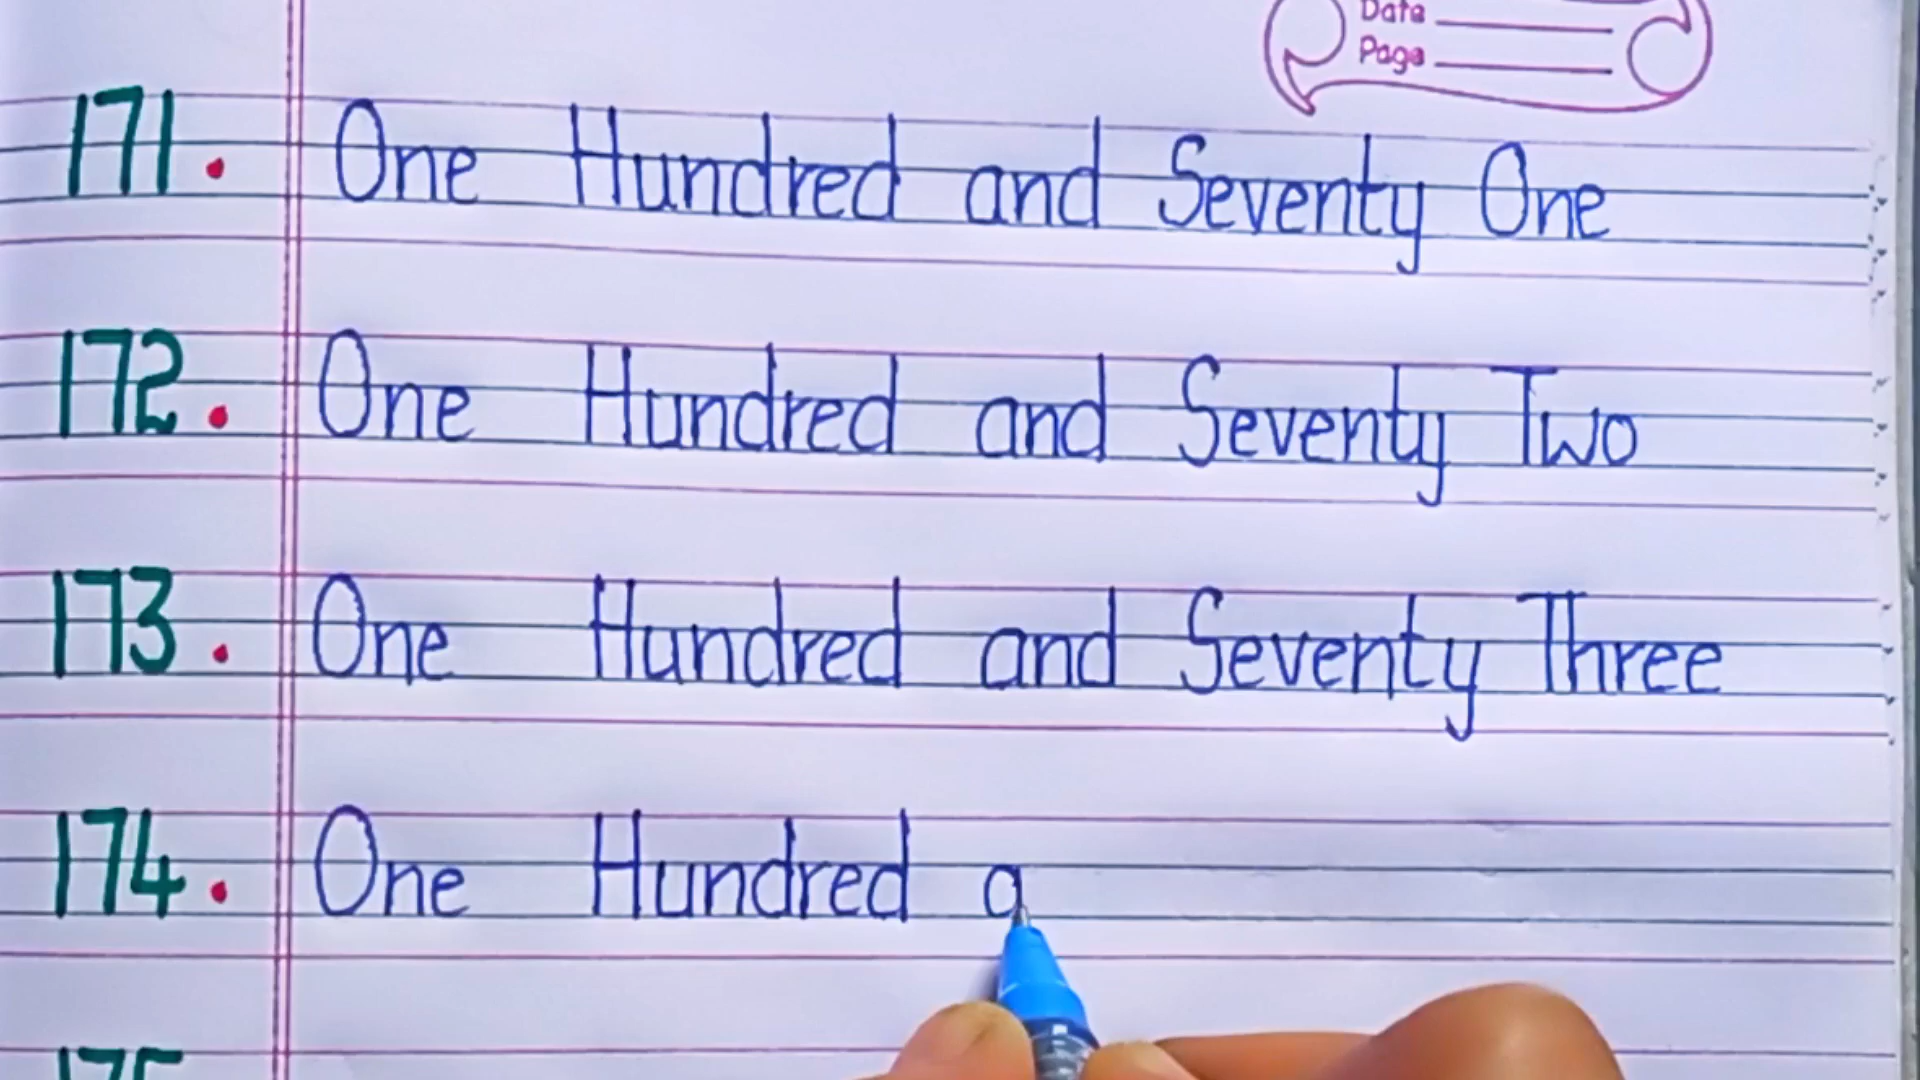 Date
Page
171. One Hundred and Seventy One
172. One Hundred and Seventy Two
173. One Hundred and Seventy Three
174. One Hundred a